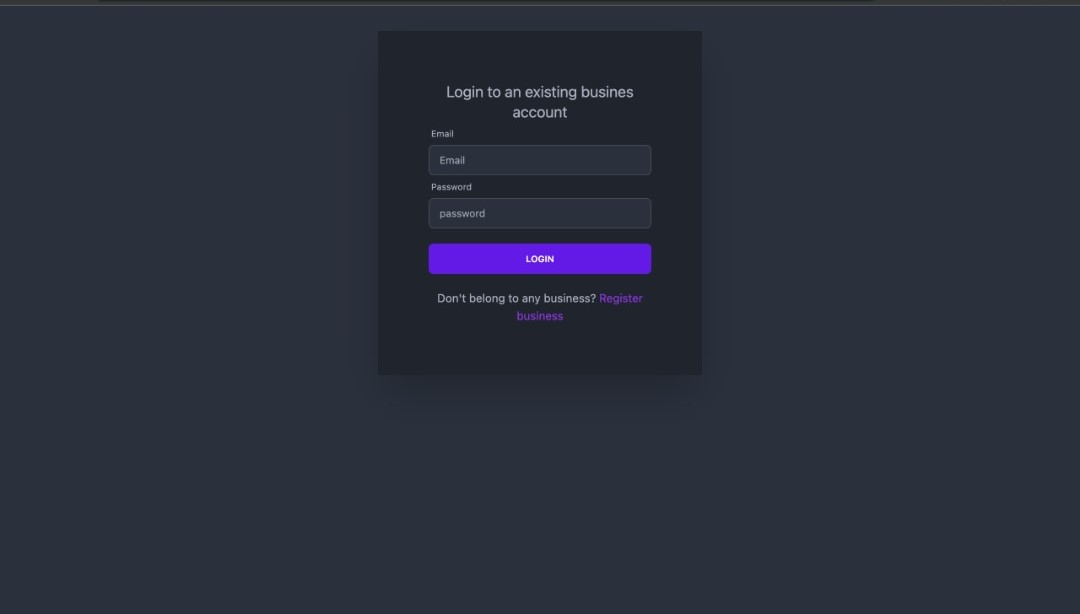 Login to an existing busines
account
Email
Email
Password
password
LOGIN
Don't belong to any business? Register
business